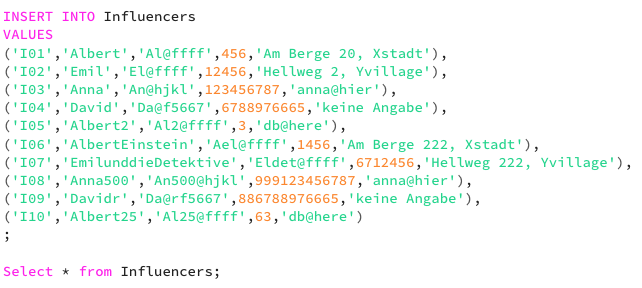 INSERT INTO Influencers
VALUES
('I01','Albert','Al@ffff',456,'Am Berge 20, Xstadt'),
('I02','Emil','El@ffff',12456,'Hellweg 2, Yvillage'),
('I03','Anna','An@hjkl',123456787,'anna@hier'),
('I04','David','Da@f5667',6788976665,'keine Angabe'),
('I05','Albert2','Al2@ffff',3,'db@here'),
('I06','AlbertEinstein','Ael@ffff',1456,'Am Berge 222, Xstadt'),
('I07','EmilunddieDetektive','Eldet@ffff',6712456,'Hellweg 222, Yvillage'),
('I08','Anna500','An500@hjkl',999123456787,'anna@hier'),
('I09','Davidr','Da@rf5667',886788976665,'keine Angabe'),
('I10','Albert25','Al25@ffff',63,'db@here')
;
Select * from Influencers;